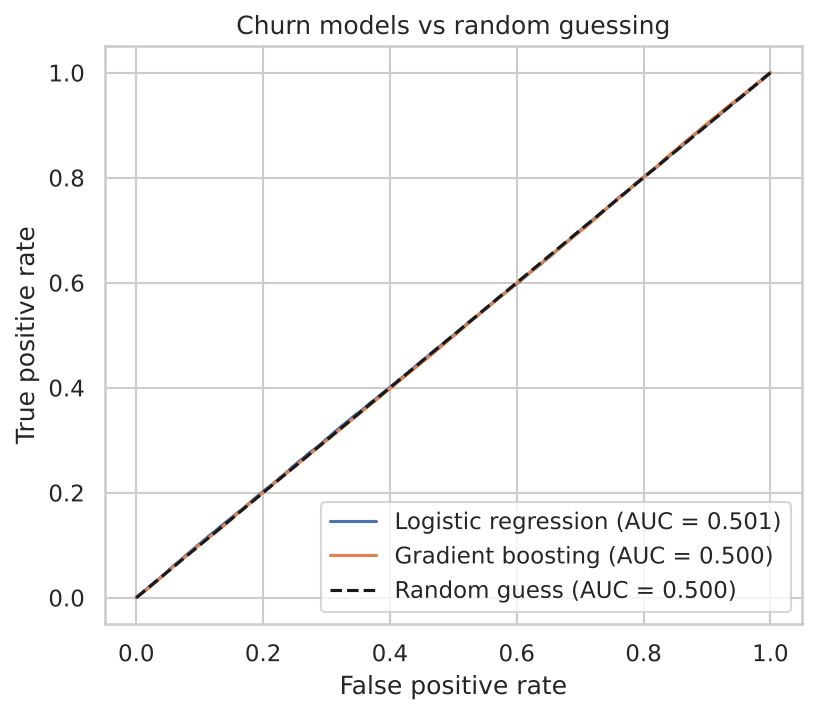 Churn models vs random guessing
1.0
0.8
0.6
0.4
0.2
0.0
True positive rate
Logistic regression (AUC = 0.501)
Gradient boosting (AUC = 0.500)
Random guess (AUC = 0.500)
0.0 0.2 0.4 0.6 0.8 1.0
False positive rate